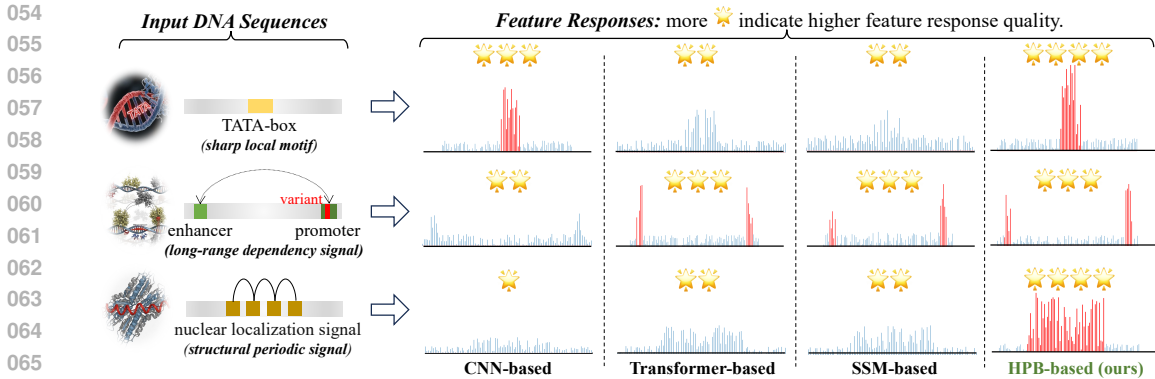 054
055
056
057
058
059
060
061
062
063
064
065
Input DNA Sequences
Feature Responses: more indicate higher feature response quality.
TATA
TATA-box
(sharp local motif)
variant
enhancer
promoter
(long-range dependency signal)
nuclear localization signal
(structural periodic signal)
CNN-based
Transformer-based
SSM-based
HPB-based (ours)